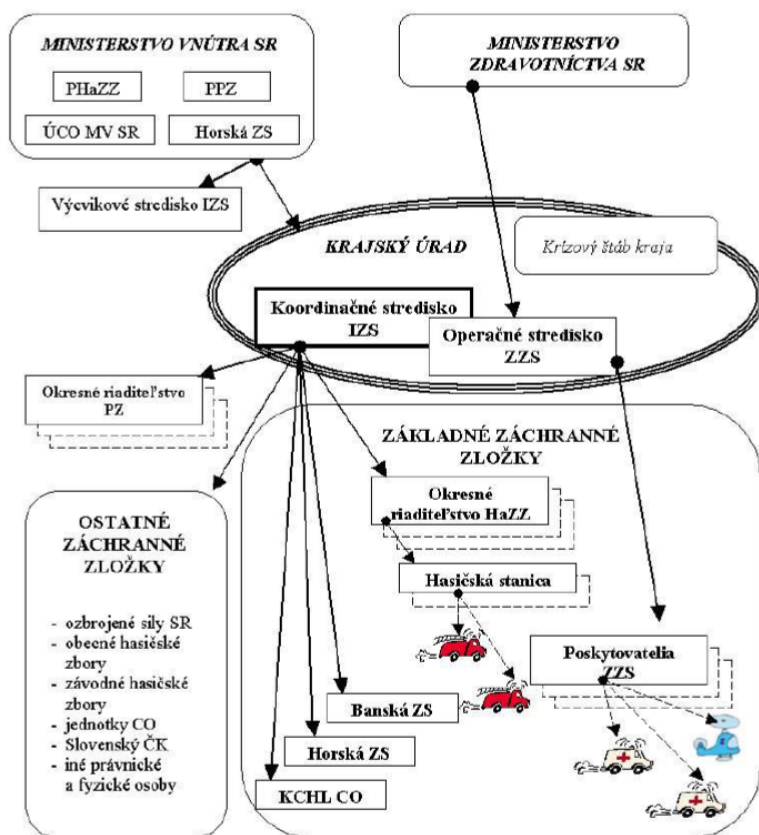 MINISTERSTVO VNÚTRA SR
PHaZZ
PPZ
ÚCO MV SR
Horská ZS
MINISTERSTVO
ZDRAVOTNÍCTVA SR
Výcvikové stredisko IZS
KRAJSKÝ ÚRAD
Krízový štáb kraja
Koordinačné stredisko
IZS
Operačné stredisko
ZZS
Okresné riaditeľstvo
PZ
ZÁKLADNÉ ZÁCHRANNÉ
ZLOŽKY
Okresné
riaditeľstvo HaZZ
Hasičská stanica
Poskytovatelia
ZZS
Banská ZS
Horská ZS
KCHL CO
OSTATNÉ
ZÁCHRANNÉ
ZLOŽKY
- ozbrojené sily SR
- obecné hasičské
zbory
- závodné hasičské
zbory
- jednotky CO
- Slovenský ČK
- iné právnické
a fyzické osoby